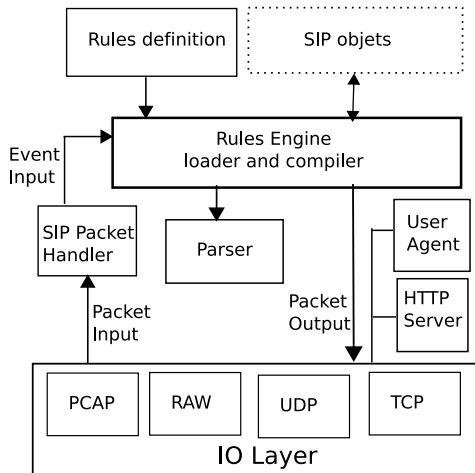 Rules definition
SIP objets
Rules Engine
loader and compiler
Event
Input
SIP Packet
Handler
Parser
User
Agent
HTTP
Server
Packet
Input
Packet
Output
PCAP
RAW
UDP
TCP
IO Layer